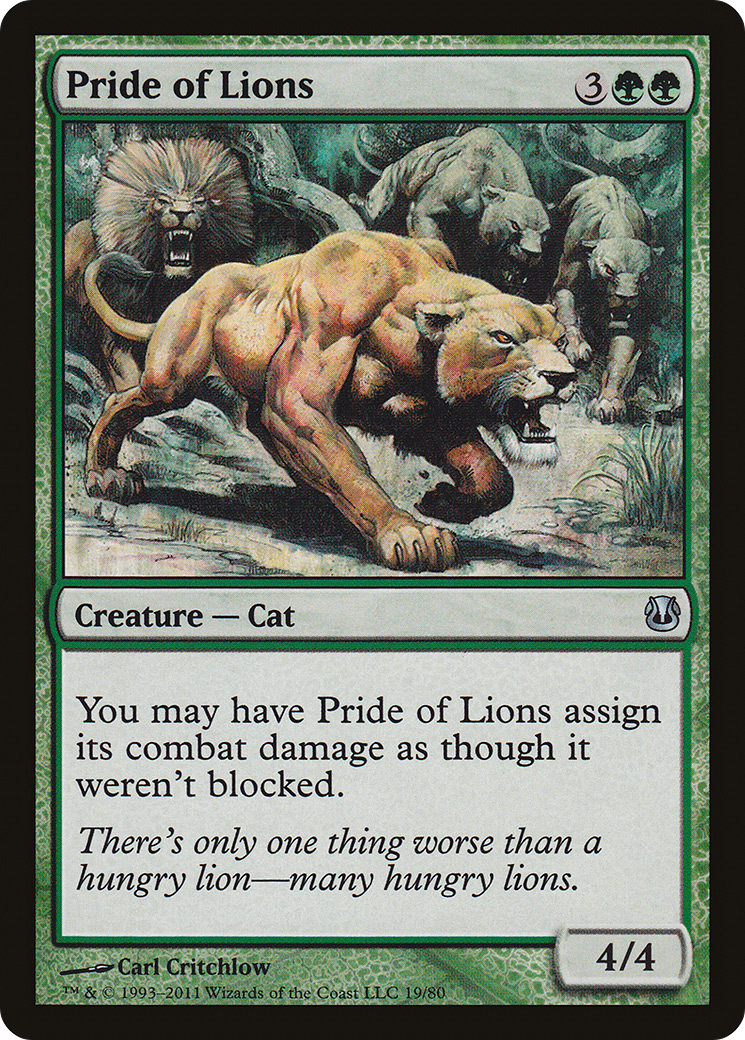 Pride of Lions 3
Creature — Cat
You may have Pride of Lions assign
its combat damage as though it
weren't blocked.
There's only one thing worse than a
hungry lion—many hungry lions.
4/4
Carl Critchlow
™ & © 1993–2011 Wizards of the Coast LLC 19/80